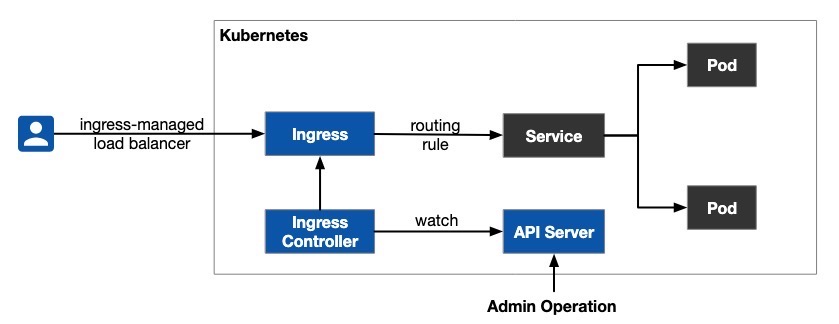 Kubernetes
Pod
ingress-managed
load balancer
Ingress
routing
rule
Service
Pod
Ingress
Controller
watch
API Server
Admin Operation